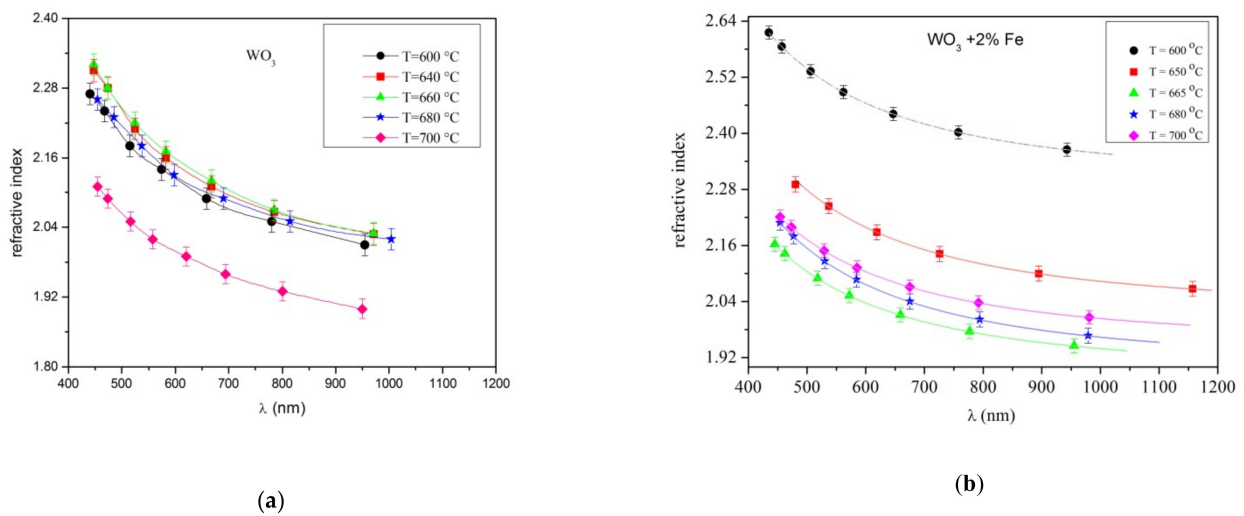 2.40
2.28
2.16
2.04
1.92
1.80
refractive index
WO3
T=600 °C
T=640 °C
T=660 °C
T=680 °C
T=700 °C
400 500 600 700 800 900 1000 1100 1200
λ (nm)
(a)
2.64
2.52
2.40
2.28
2.16
2.04
1.92
refractive index
WO3 +2% Fe
T = 600 °C
T = 650 °C
T = 665 °C
T = 680 °C
T = 700 °C
400 500 600 700 800 900 1000 1100 1200
λ (nm)
(b)